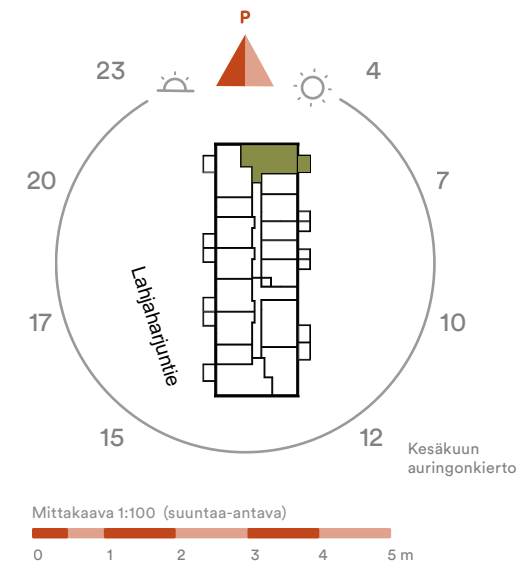 P
23
4
20
7
Lahjaharjuntie
17
10
15
12
Kesäkuun
auringonkierto
Mittakaava 1:100 (suuntaa-antava)
0 1 2 3 4 5 m